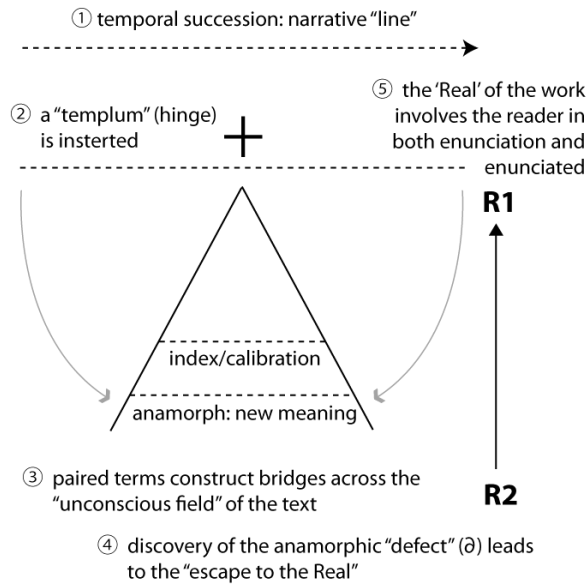 ① temporal succession: narrative “line”
② a “templum” (hinge)
is insterted
+
⑤ the ‘Real’ of the work
involves the reader in
both enunciation and
enunciated
R1
index/calibration
anamorph: new meaning
③ paired terms construct bridges across the
“unconscious field” of the text
R2
④ discovery of the anamorphic “defect” (∂) leads
to the “escape to the Real”